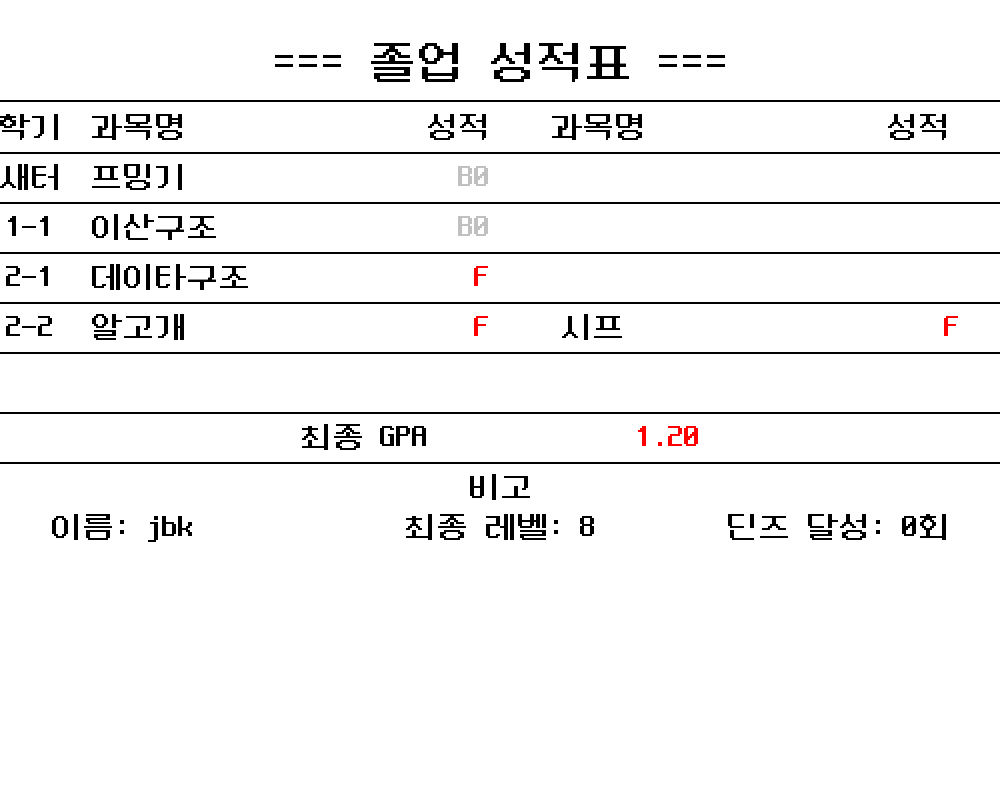 === 졸업 성적표 ===
학기 과목명 성적 과목명 성적
새터 프밍기 B0
1-1 이산구조 B0
2-1 데이타구조 F
2-2 알고개 F 시프 F
최종 GPA 1.20
비고
이름: jbk 최종 레벨: 8 딘즈 달성: 0회